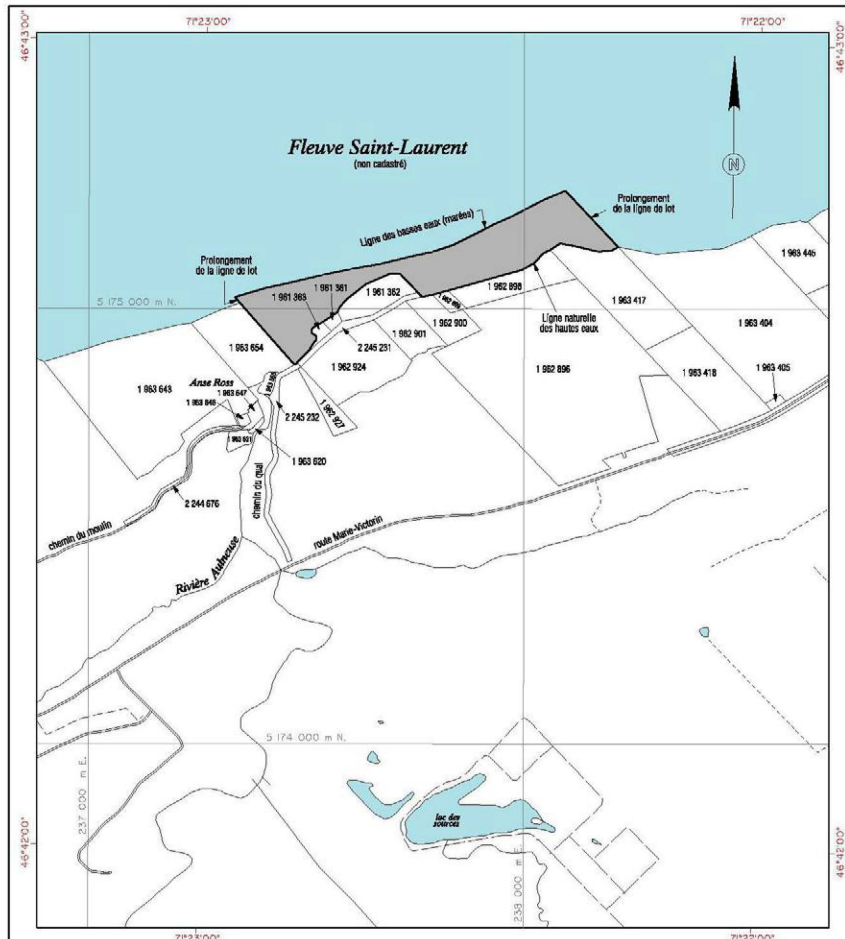 71°23'00"
71°22'00"
46°43'00"
46°43'00"
Fleuve Saint-Laurent
(non cadastré)
N
Ligne des basses eaux (marées)
Prolongement
de la ligne de lot
Prolongement
de la ligne de lot
1 963 445
1 961 361
1 961 363
1 961 362
1 962 898
5 175 000 m N.
1 963 417
Ligne naturelle
des hautes eaux
1 963 404
1 962 900
1 962 901
2 245 231
1 963 654
1 962 924
1 962 896
1 963 418
1 963 405
1 963 643
Anse Ross
1 963 647
1 963 648
1 962 927
2 245 232
1 963 620
chemin du quai
2 244 676
chemin du moulin
route Marie-Victorin
Rivière Aulneuse
5 174 000 m N.
237 000 m E.
lac des
sources
238 000 m E.
46°42'00"
46°42'00"
71°23'00"
71°22'00"